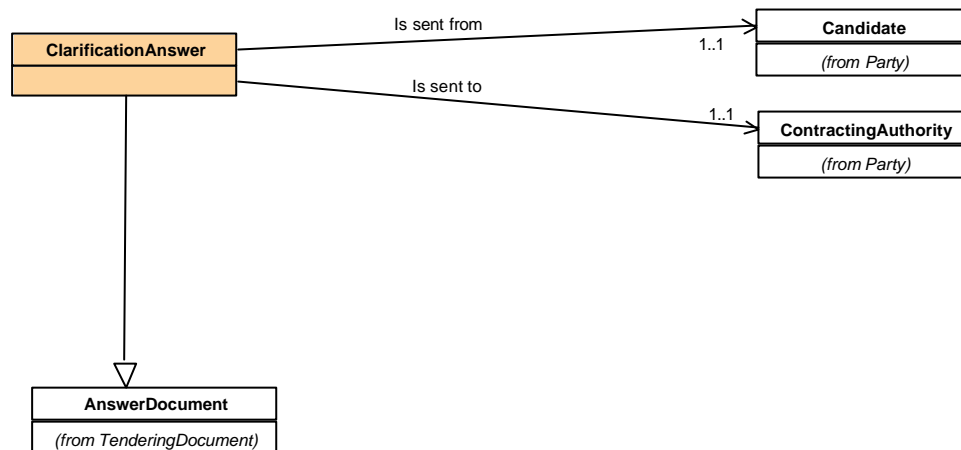 Is sent from
Candidate
ClarificationAnswer
1..1
(from Party)
Is sent to
1..1
ContractingAuthority
(from Party)
AnswerDocument
(from TenderingDocument)